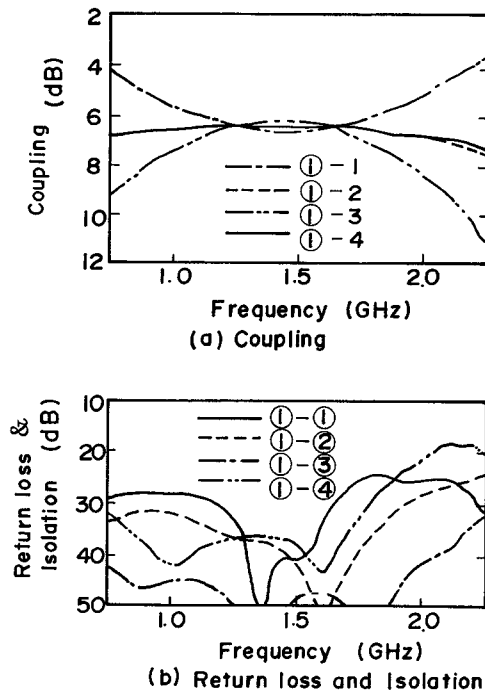 2
4
6
8
10
12
Coupling (dB)
①-1
①-2
①-3
①-4
1.0 1.5 2.0
Frequency (GHz)
(a) Coupling
10
20
30
40
50
Return loss &
Isolation (dB)
①-①
①-②
①-③
①-④
1.0 1.5 2.0
Frequency (GHz)
(b) Return loss and Isolation